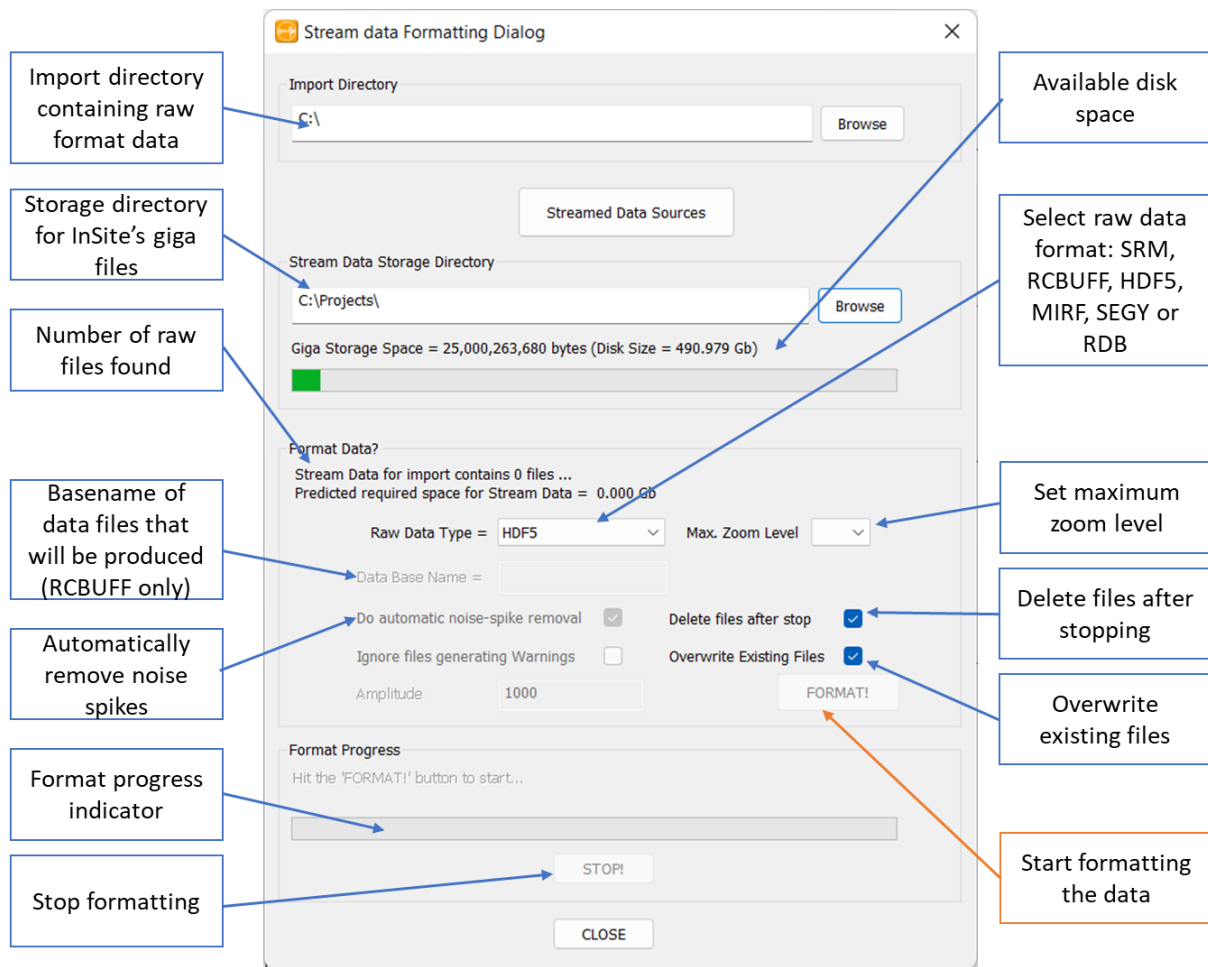 Stream data Formatting Dialog
Import directory
containing raw
format data
Storage directory
for InSite's giga
files
Number of raw
files found
Basename of
data files that
will be produced
(RCBUFF only)
Automatically
remove noise
spikes
Format progress
indicator
Stop formatting
Import Directory
C:\
Browse
Streamed Data Sources
Stream Data Storage Directory
C:\Projects\
Browse
Giga Storage Space = 25,000,263,680 bytes (Disk Size = 490.979 Gb)
Format Data?
Stream Data for import contains 0 files ...
Predicted required space for Stream Data = 0.000 Gb
Raw Data Type = HDF5 Max. Zoom Level
Data Base Name =
Do automatic noise-spike removal Delete files after stop
Ignore files generating Warnings Overwrite Existing Files
Amplitude 1000 FORMAT!
Format Progress
Hit the 'FORMAT!' button to start...
STOP!
CLOSE
Available disk
space
Select raw data
format: SRM,
RCBUFF, HDF5,
MIRF, SEGY or
RDB
Set maximum
zoom level
Delete files after
stopping
Overwrite
existing files
Start formatting
the data